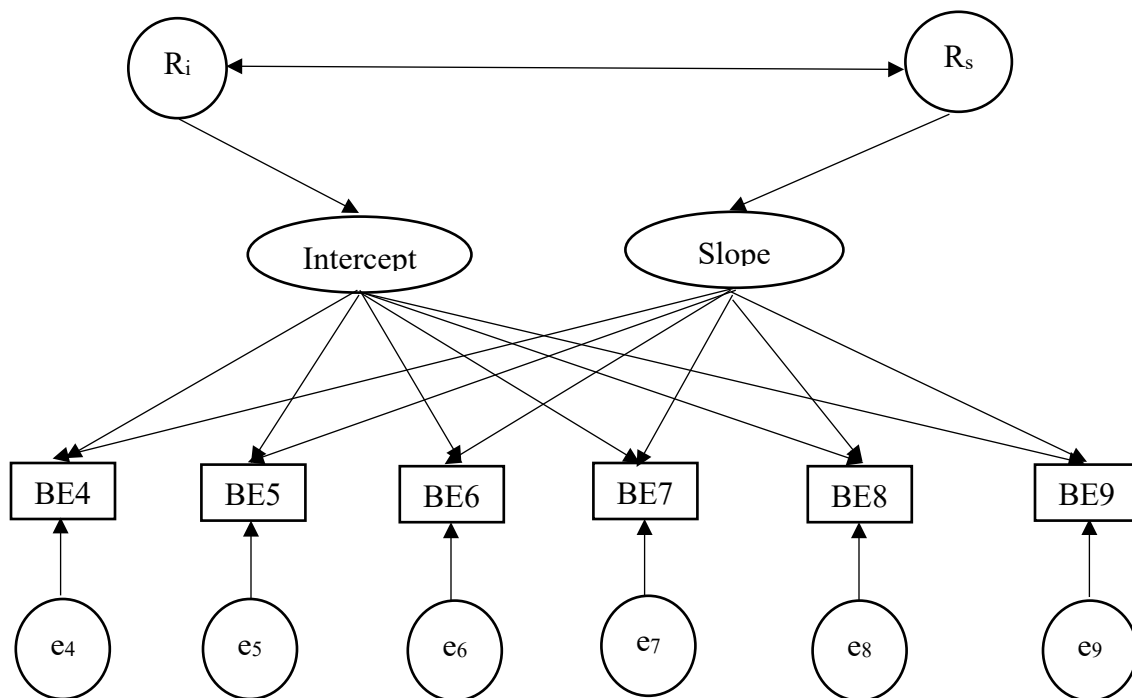 Rᵢ Rₛ
Intercept Slope
BE4 BE5 BE6 BE7 BE8 BE9
e₄ e₅ e₆ e₇ e₈ e₉